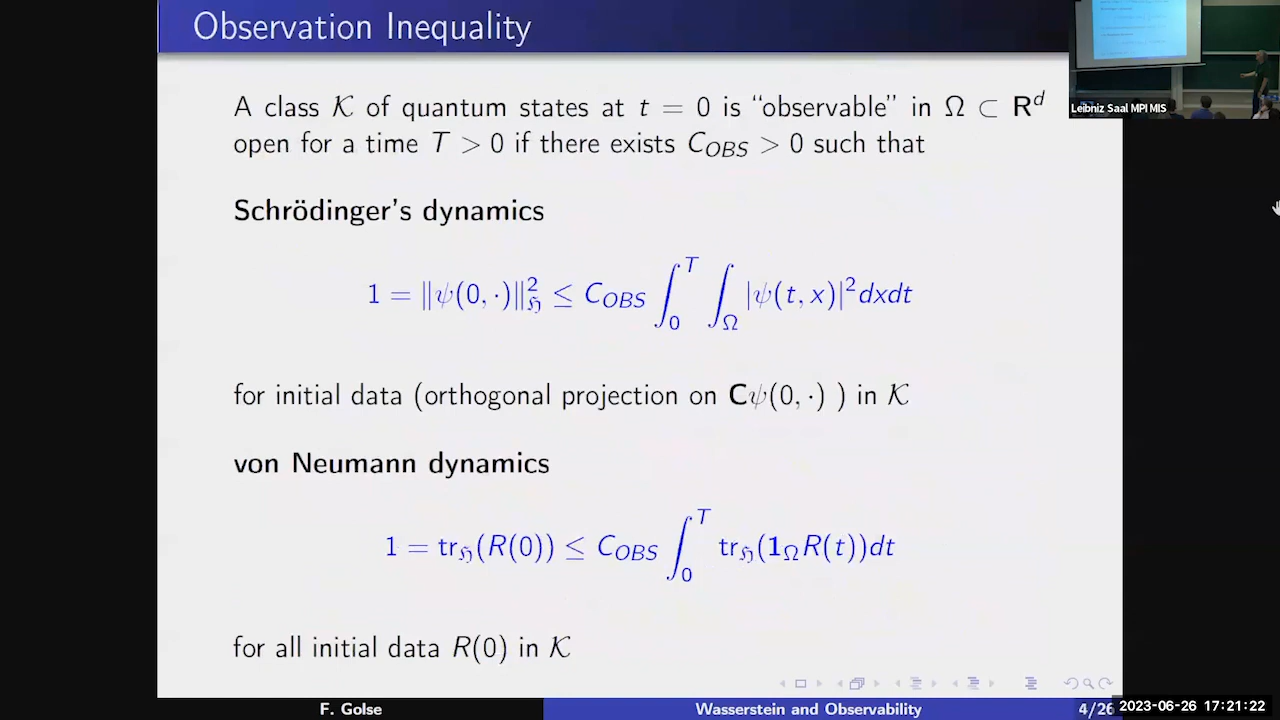 Observation Inequality
Leibniz Saal MPI MIS
A class 𝒦 of quantum states at t = 0 is “observable” in Ω ⊂ R^d
open for a time T > 0 if there exists C_OBS > 0 such that
Schrödinger’s dynamics
1 = ‖ψ(0, ·)‖²_ℌ ≤ C_OBS ∫_0^T ∫_Ω |ψ(t, x)|² dxdt
for initial data (orthogonal projection on Cψ(0, ·) ) in 𝒦
von Neumann dynamics
1 = tr_ℌ(R(0)) ≤ C_OBS ∫_0^T tr_ℌ(1_Ω R(t))dt
for all initial data R(0) in 𝒦
F. Golse
Wasserstein and Observability
4/26
2023-06-26 17:21:22